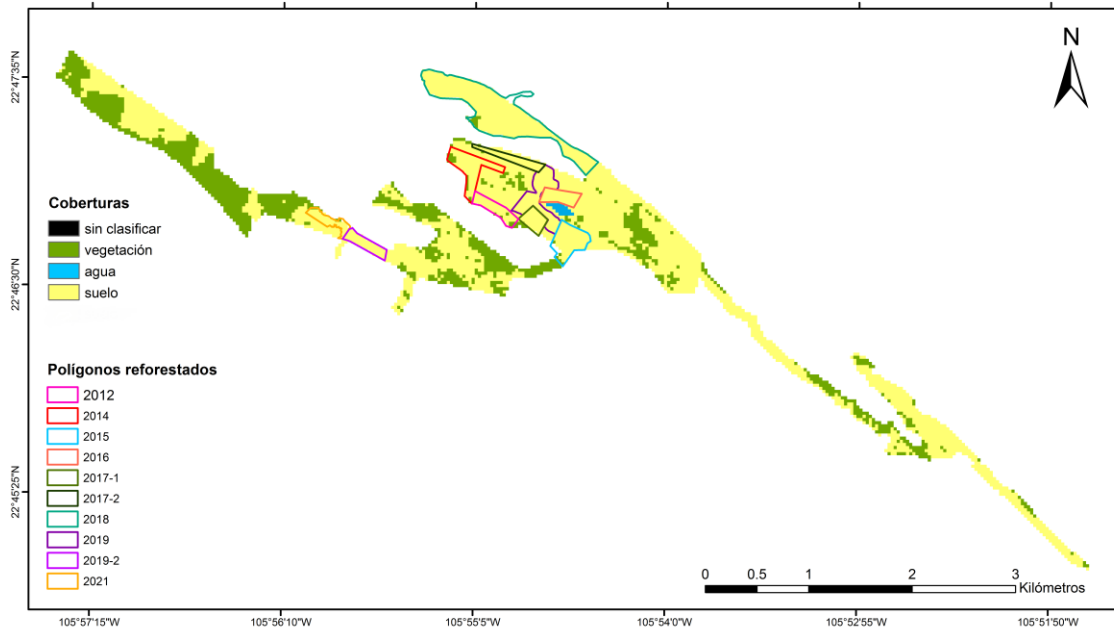 N
22°47'35"N
22°46'30"N
22°45'25"N
Coberturas
sin clasificar
vegetación
agua
suelo
Polígonos reforestados
2012
2014
2015
2016
2017-1
2017-2
2018
2019
2019-2
2021
0 0.5 1 2 3
Kilómetros
105°57'15"W 105°56'10"W 105°55'5"W 105°54'0"W 105°52'55"W 105°51'50"W